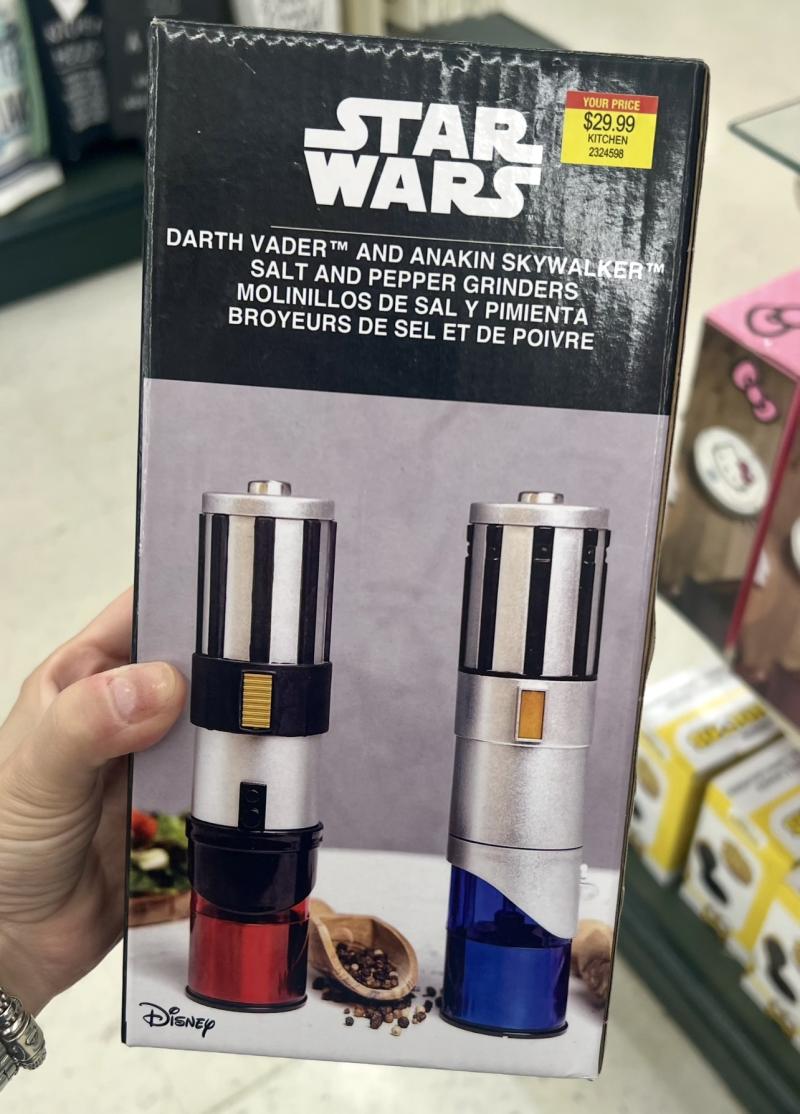 STAR
WARS
YOUR PRICE
$29.99
KITCHEN
2324598
DARTH VADER™ AND ANAKIN SKYWALKER™
SALT AND PEPPER GRINDERS
MOLINILLOS DE SAL Y PIMIENTA
BROYEURS DE SEL ET DE POIVRE
Disney